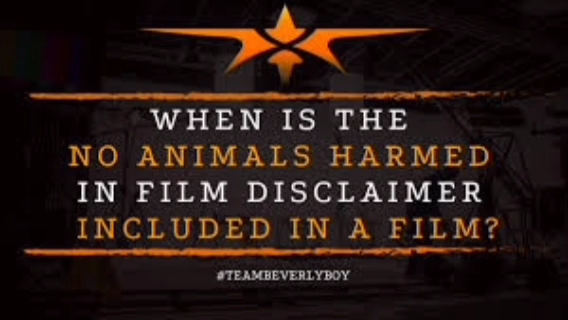 WHEN IS THE
NO ANIMALS HARMED
IN FILM DISCLAIMER
INCLUDED IN A FILM?
#TEAMBEVERLYBOY